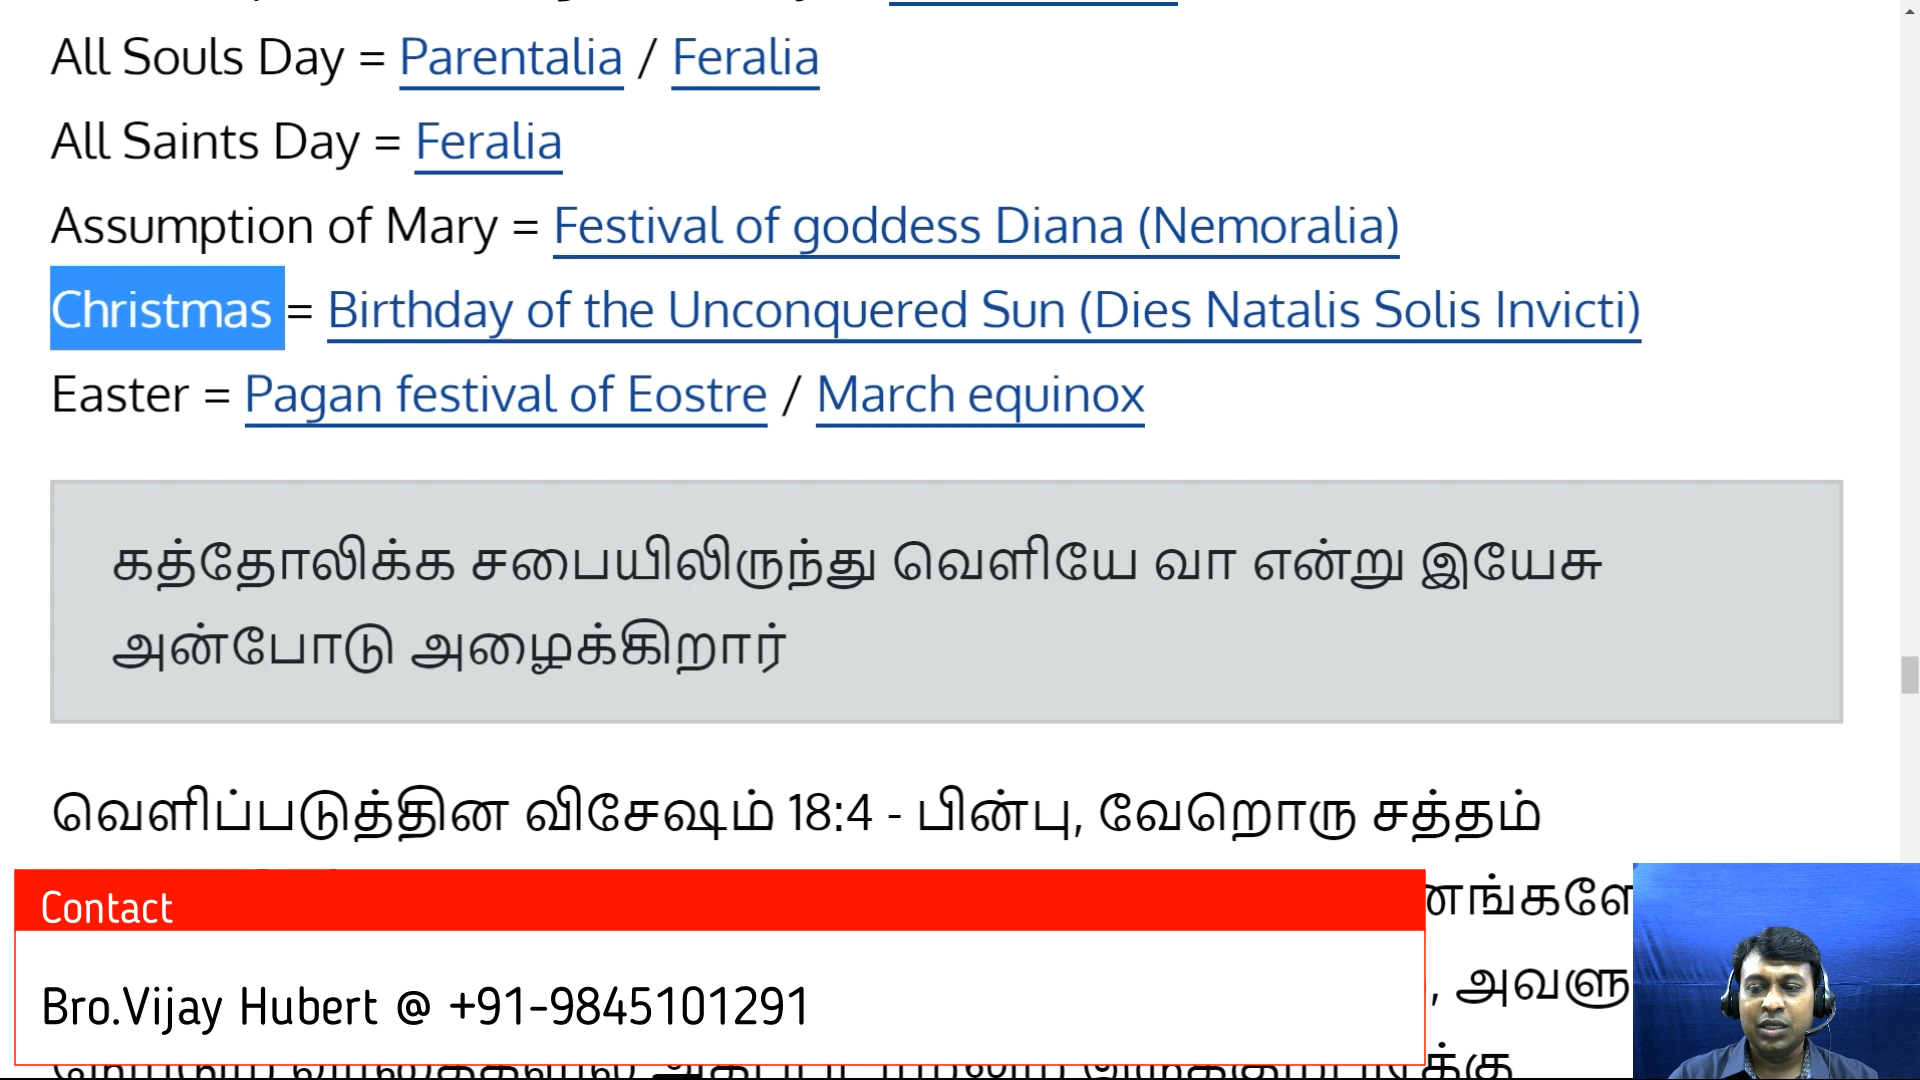 All Souls Day = Parentalia / Feralia
All Saints Day = Feralia
Assumption of Mary = Festival of goddess Diana (Nemoralia)
Christmas = Birthday of the Unconquered Sun (Dies Natalis Solis Invicti)
Easter = Pagan festival of Eostre / March equinox
கத்தோலிக்க சபையிலிருந்து வெளியே வா என்று இயேசு
அன்போடு அழைக்கிறார்
வெளிப்படுத்தின விசேஷம் 18:4 - பின்பு, வேறொரு சத்தம்
Contact
Bro.Vijay Hubert @ +91-9845101291